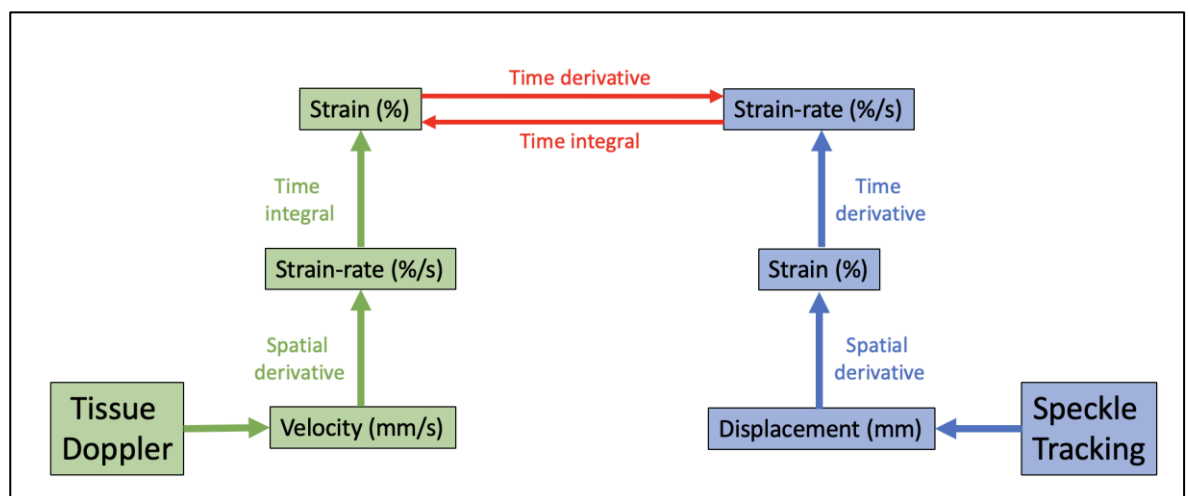 Time derivative
Strain (%)
Strain-rate (%/s)
Time integral
Time
integral
Time
derivative
Strain-rate (%/s)
Strain (%)
Spatial
derivative
Spatial
derivative
Tissue
Doppler
Velocity (mm/s)
Displacement (mm)
Speckle
Tracking